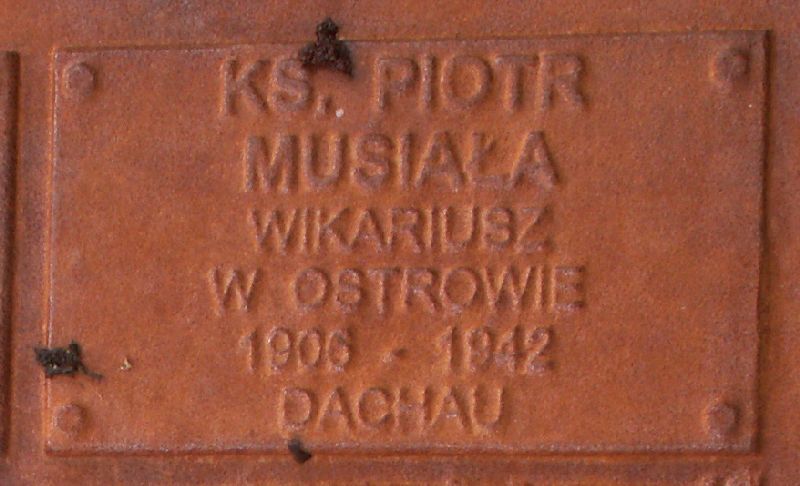 KS. PIOTR
MUSIAŁA
WIKARIUSZ
W OSTROWIE
1906 - 1942
DACHAU